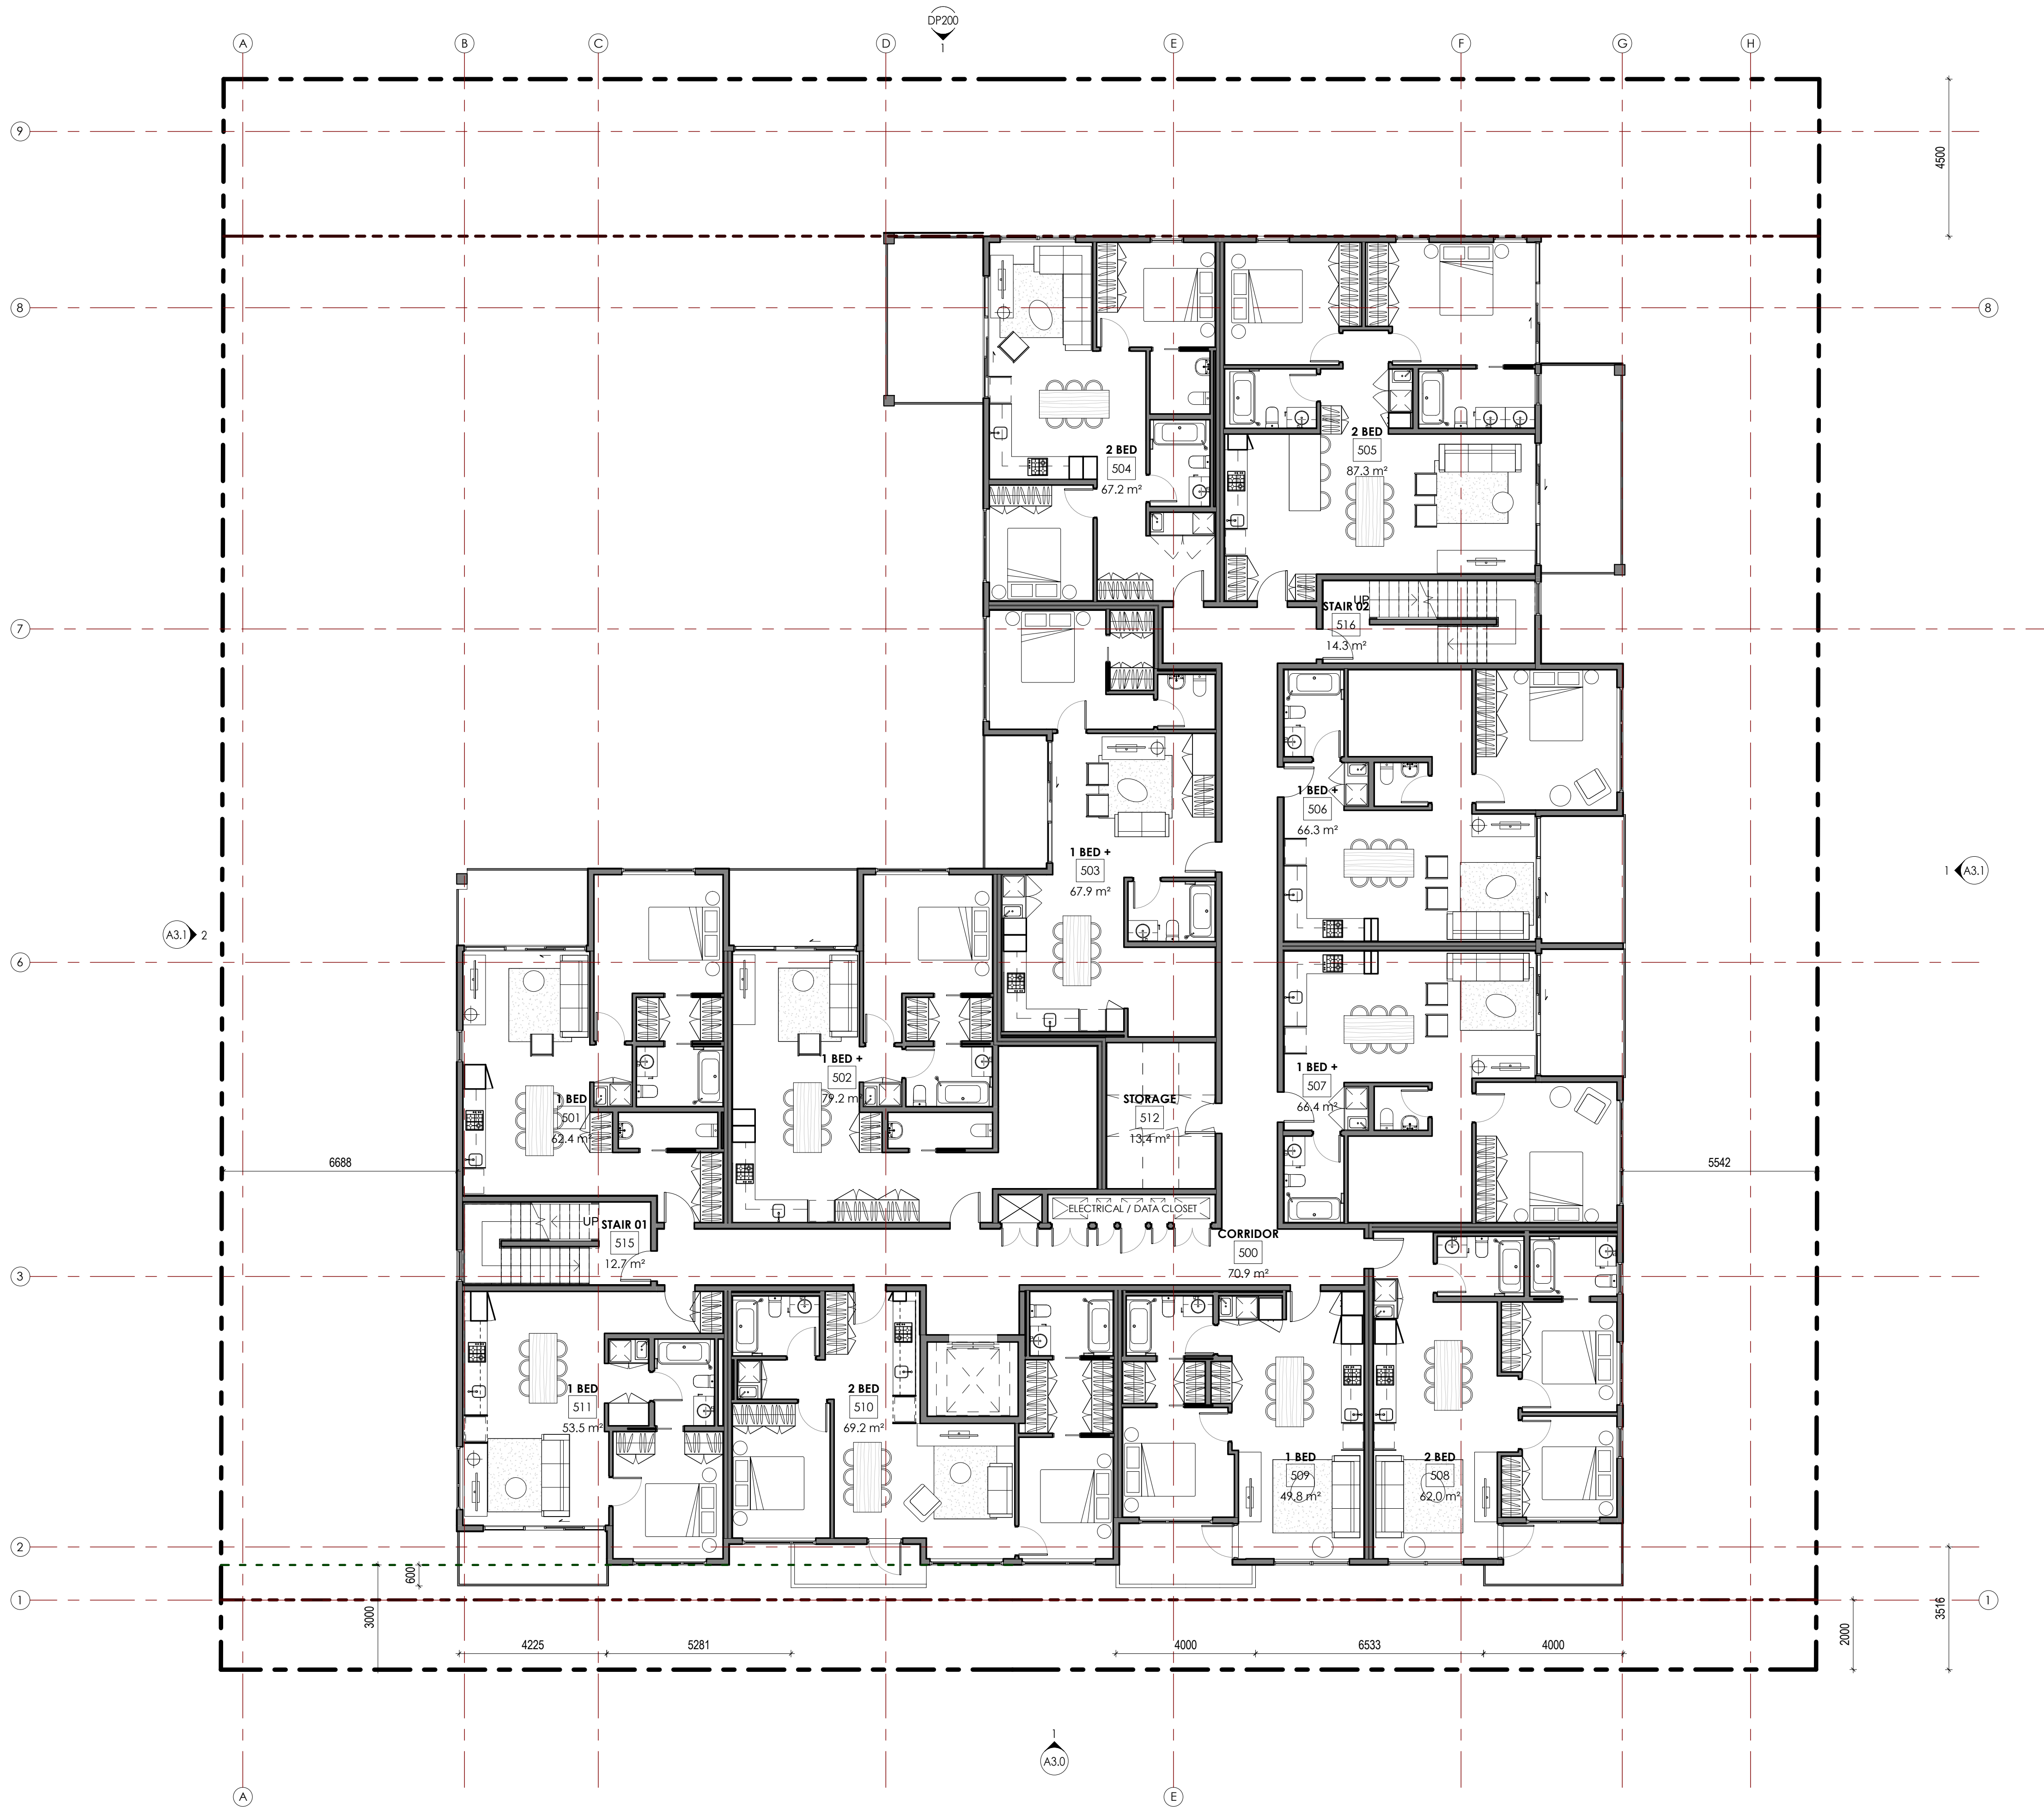 DP200
1
A
B
C
D
E
F
G
H
9
4500
8
8
2 BED
504
67.2 m²
2 BED
505
87.3 m²
7
UP
STAIR 02
516
14.3 m²
1 BED +
506
66.3 m²
1 BED +
503
67.9 m²
1
A3.1
A3.1
2
6
1 BED +
502
79.2 m²
1 BED
501
62.4 m²
STORAGE
512
13.4 m²
1 BED +
507
66.4 m²
6688
5542
ELECTRICAL / DATA CLOSET
UP
STAIR 01
515
12.7 m²
CORRIDOR
500
70.9 m²
3
1 BED
511
53.5 m²
2 BED
510
69.2 m²
1 BED
509
49.8 m²
2 BED
508
62.0 m²
2
600
1
1
3000
3516
2000
4225
5281
4000
6533
4000
1
A3.0
A
E